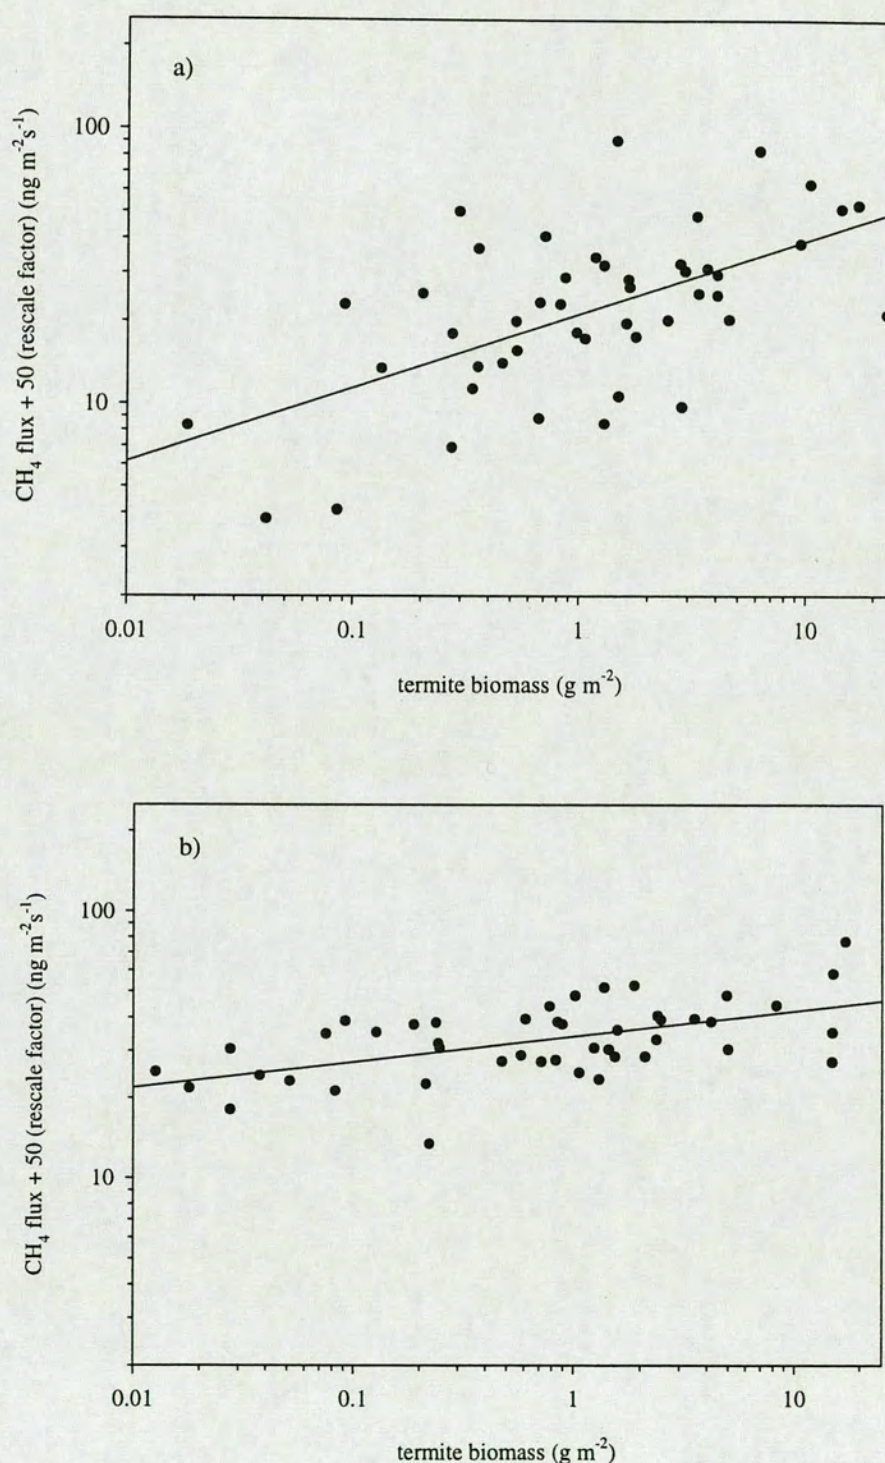 a)
100
10
CH₄ flux + 50 (rescale factor) (ng m⁻²s⁻¹)
0.01 0.1 1 10
termite biomass (g m⁻²)
b)
100
10
CH₄ flux + 50 (rescale factor) (ng m⁻²s⁻¹)
0.01 0.1 1 10
termite biomass (g m⁻²)